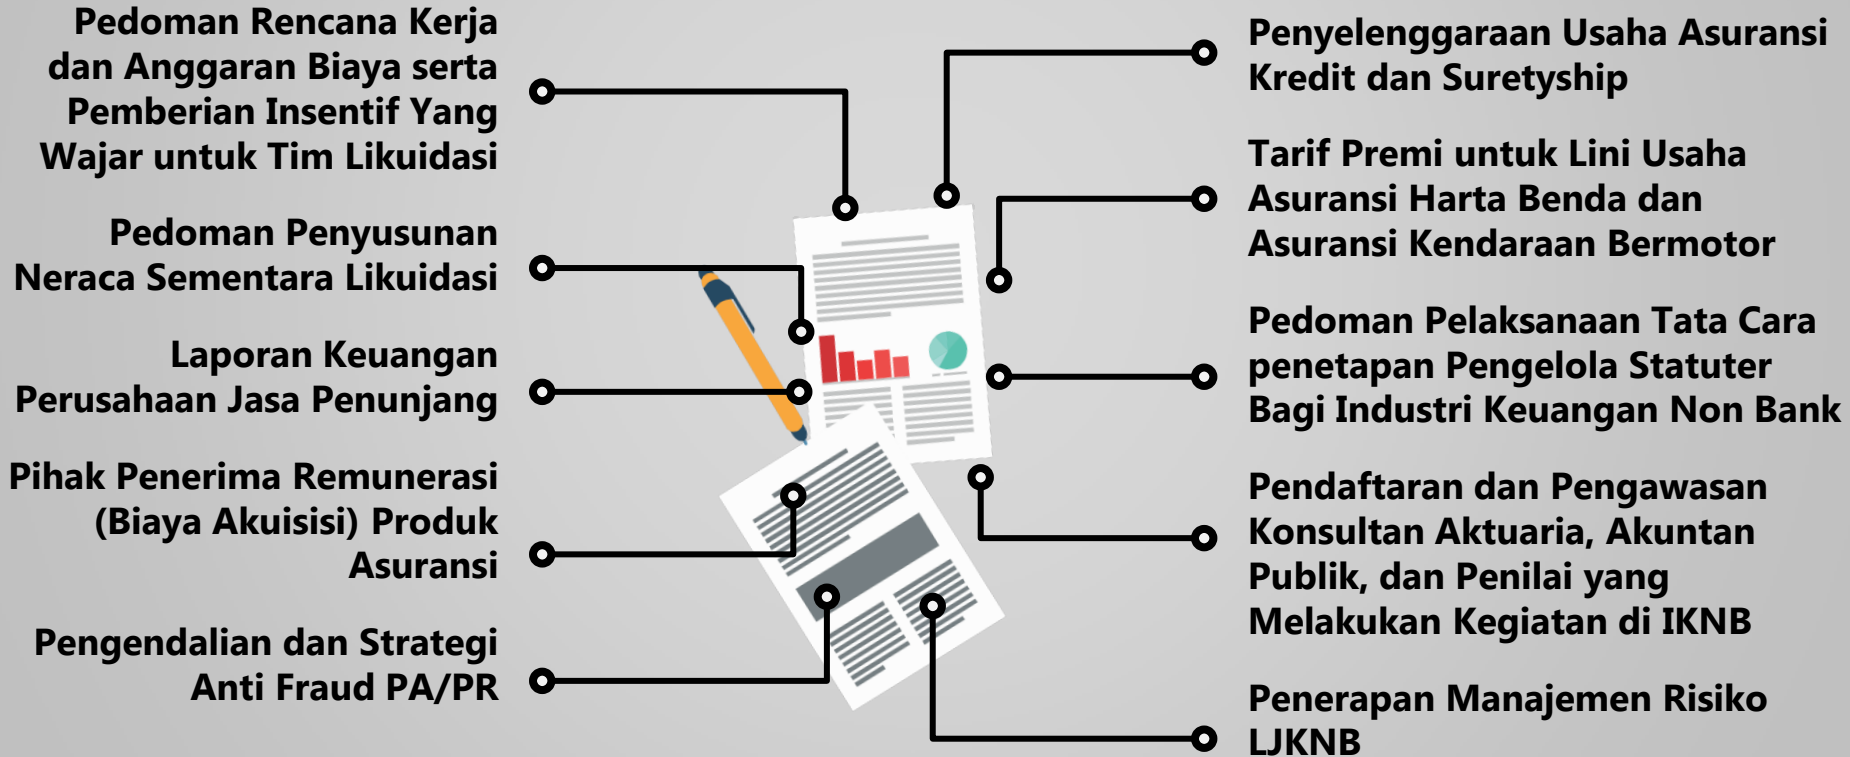 Pedoman Rencana Kerja
dan Anggaran Biaya serta
Pemberian Insentif Yang
Wajar untuk Tim Likuidasi
Pedoman Penyusunan
Neraca Sementara Likuidasi
Laporan Keuangan
Perusahaan Jasa Penunjang
Pihak Penerima Remunerasi
(Biaya Akuisisi) Produk
Asuransi
Pengendalian dan Strategi
Anti Fraud PA/PR
Penyelenggaraan Usaha Asuransi
Kredit dan Suretyship
Tarif Premi untuk Lini Usaha
Asuransi Harta Benda dan
Asuransi Kendaraan Bermotor
Pedoman Pelaksanaan Tata Cara
penetapan Pengelola Statuter
Bagi Industri Keuangan Non Bank
Pendaftaran dan Pengawasan
Konsultan Aktuaria, Akuntan
Publik, dan Penilai yang
Melakukan Kegiatan di IKNB
Penerapan Manajemen Risiko
LJKNB